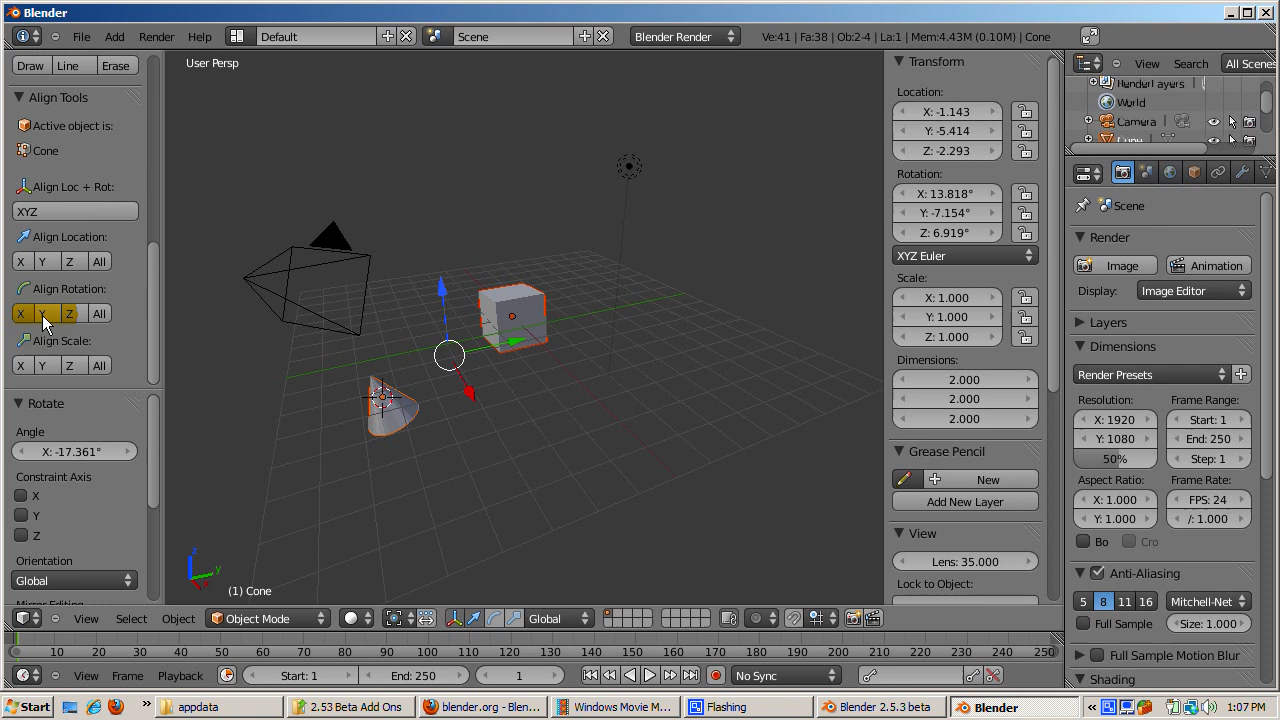 Blender
File Add Render Help Default Scene Blender Render Ve:41 | Fa:38 | Ob:2-4 | La:1 | Mem:4.43M (0.10M) | Cone
Draw Line Erase
Align Tools
Active object is:
Cone
Align Loc + Rot:
XYZ
Align Location:
X Y Z All
Align Rotation:
X Y Z All
Align Scale:
X Y Z All
Rotate
Angle
X: -17.361°
Constraint Axis
X
Y
Z
Orientation
Global
User Persp
z
y
x
(1) Cone
Transform
Location:
X: -1.143
Y: -5.414
Z: -2.293
Rotation:
X: 13.818°
Y: -7.154°
Z: 6.919°
XYZ Euler
Scale:
X: 1.000
Y: 1.000
Z: 1.000
Dimensions:
2.000
2.000
2.000
Grease Pencil
New
Add New Layer
View
Lens: 35.000
Lock to Object:
View Search All Scenes
RenderLayers
World
Camera
Cube
Scene
Render
Image Animation
Display: Image Editor
Layers
Dimensions
Render Presets
Resolution: Frame Range:
X: 1920 Start: 1
Y: 1080 End: 250
50% Step: 1
Aspect Ratio: Frame Rate:
X: 1.000 FPS: 24
Y: 1.000 /: 1.000
Bo Cro
Anti-Aliasing
5 8 11 16 Mitchell-Net
Full Sample Size: 1.000
Full Sample Motion Blur
Shading
View Select Object Object Mode Global
10 20 30 40 50 60 70 80 90 100 110 120 130 140 150 160 170 180 190 200 210 220 230 240 250
View Frame Playback Start: 1 End: 250 1 No Sync
Start appdata 2.53 Beta Add Ons blender.org - Blen... Windows Movie M... Flashing Blender 2.5.3 beta Blender 1:07 PM